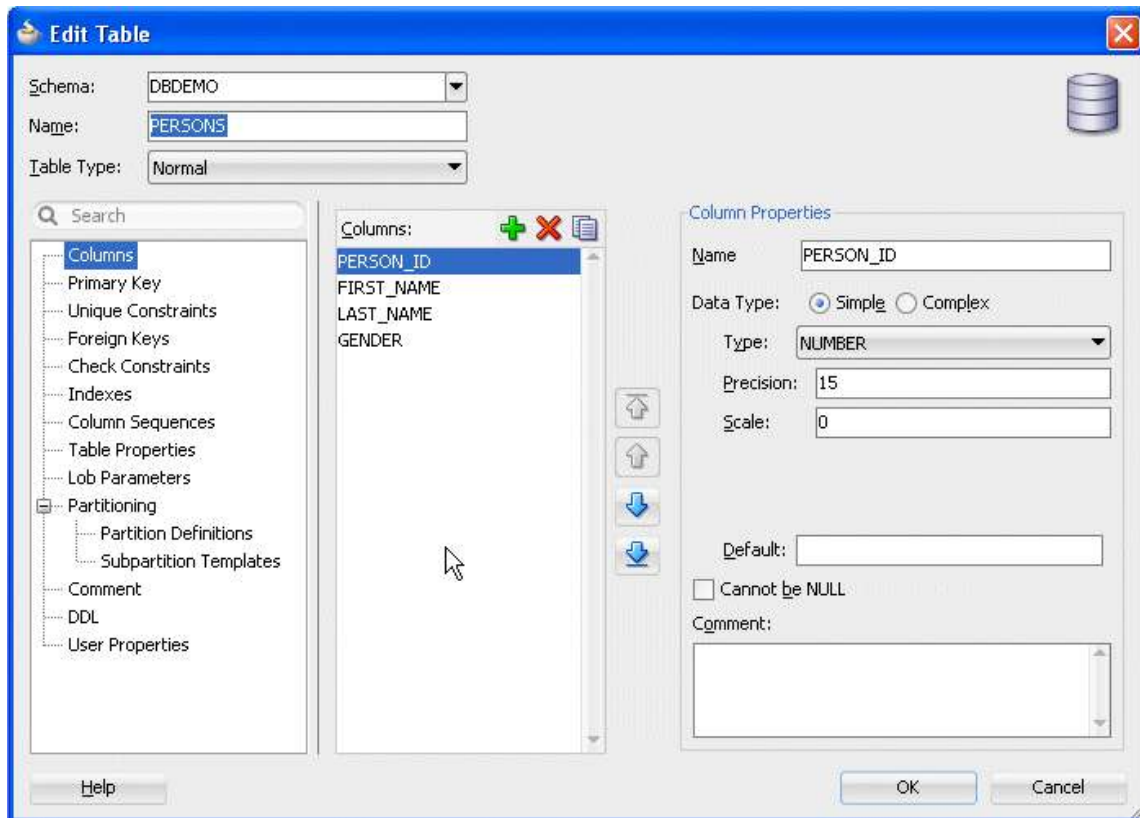 Edit Table
Schema: DBDEMO
Name: PERSONS
Table Type: Normal
Search
Columns
Primary Key
Unique Constraints
Foreign Keys
Check Constraints
Indexes
Column Sequences
Table Properties
Lob Parameters
Partitioning
Partition Definitions
Subpartition Templates
Comment
DDL
User Properties
Columns:
PERSON_ID
FIRST_NAME
LAST_NAME
GENDER
Column Properties
Name PERSON_ID
Data Type: Simple Complex
Type: NUMBER
Precision: 15
Scale: 0
Default:
Cannot be NULL
Comment:
Help
OK
Cancel